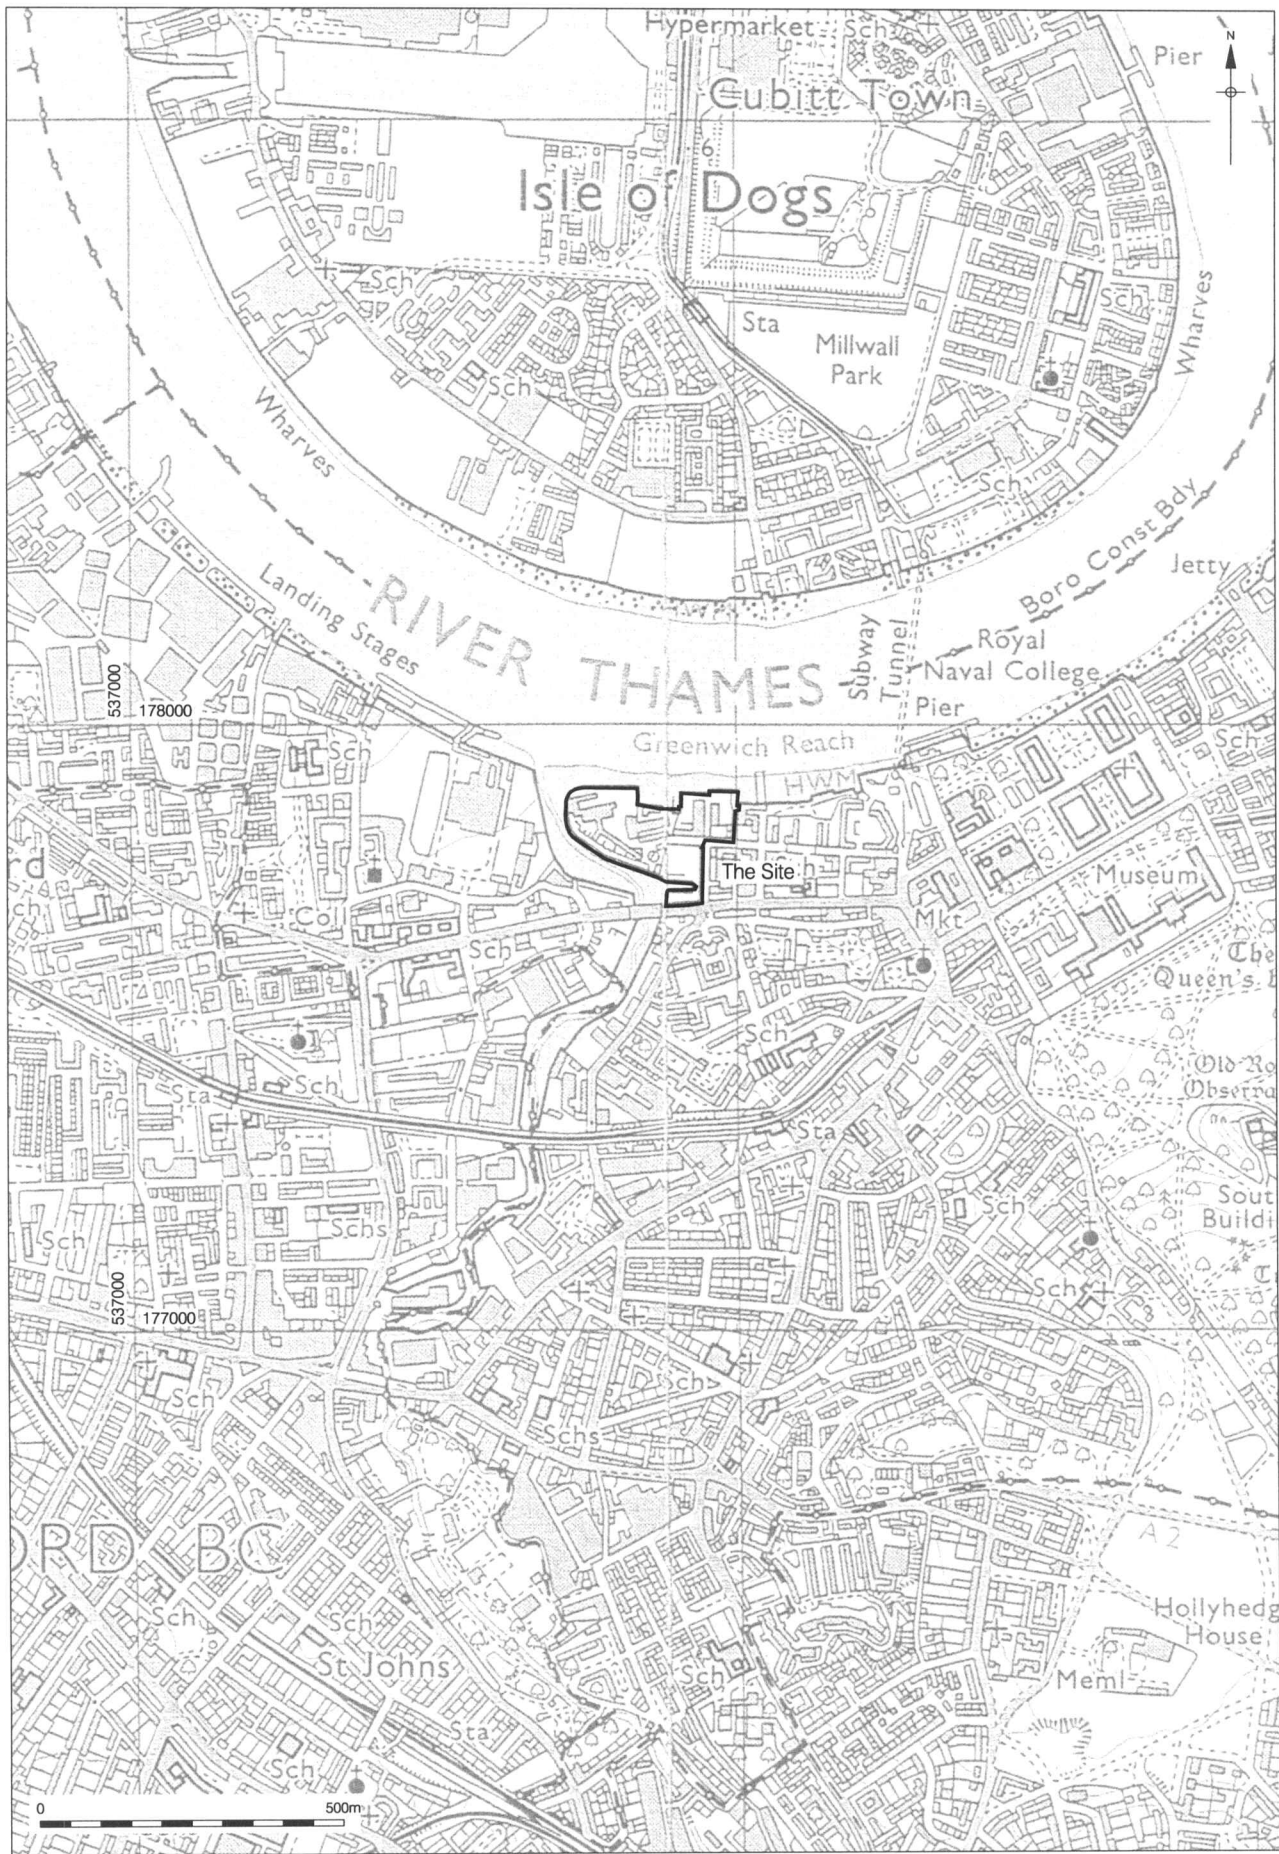 Hypermarket
Sch
N
Pier
Cubitt Town
6
Isle of Dogs
Sch
Sch
Sta
Millwall
Park
Wharves
Sch
Wharves
Sch
Boro Const Bdy
Jetty
Landing Stages
RIVER THAMES
Subway
Tunnel
Royal
Naval College
537000
178000
Pier
Greenwich Reach
Sch
Sch
HWM
The Site
Museum
Coll
Sch
Mkt
The
Queen's
Sch
Old Ro
Observa
Sta
Sch
Sta
Sch
South
Buildi
Schs
Sch
Sch
537000
177000
Sch
Sch
Schs
A 2
ORD BC
Sch
Sch
Hollyhedg
House
St Johns
Sch
Meml
Sta
Sch
0
500m